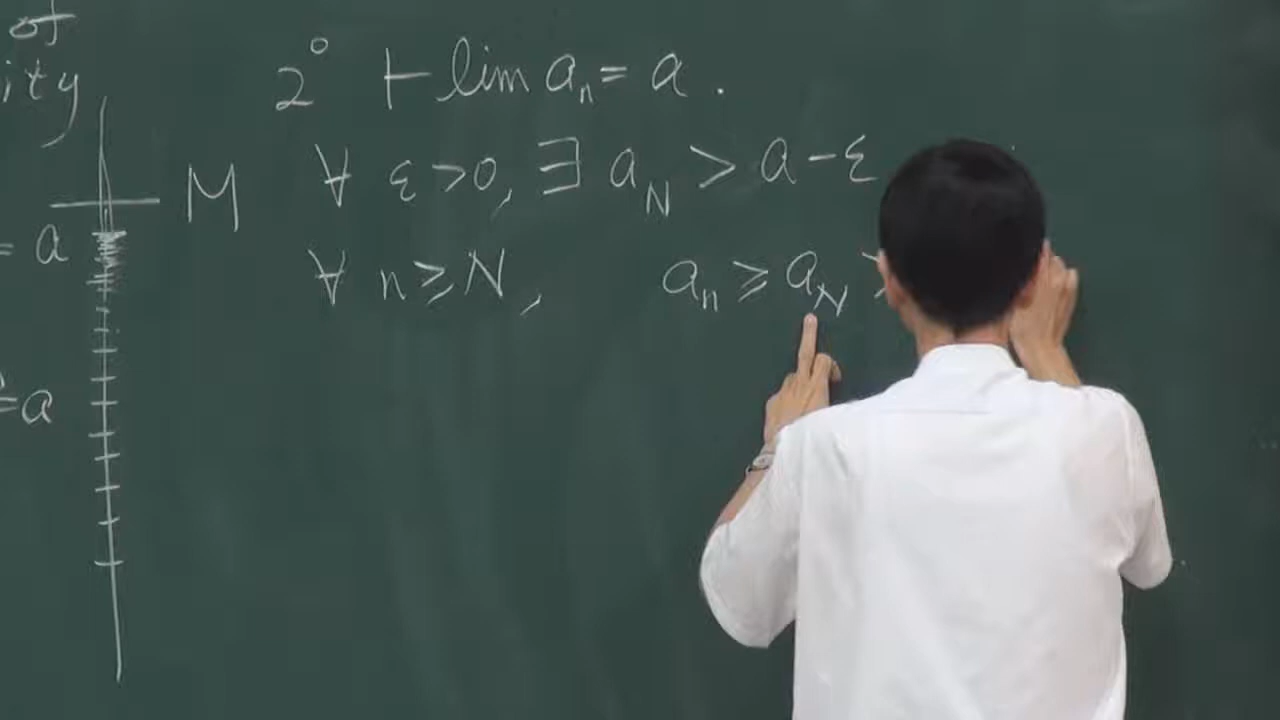 of
ity
= a
= a
M
2° ⊢ lim aₙ = a .
∀ ε > 0, ∃ a_N > a - ε
∀ n ≥ N, aₙ ≥ a_N >